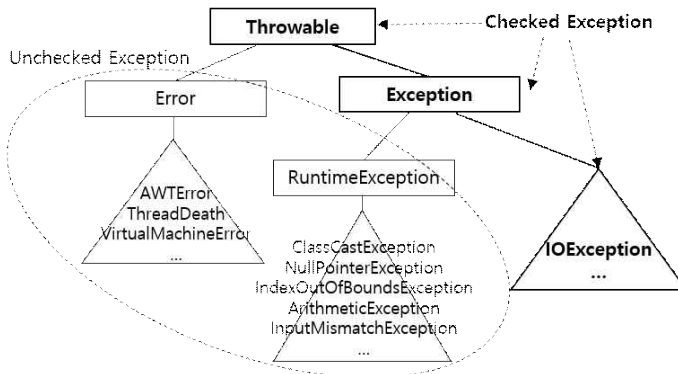 Throwable
Checked Exception
Unchecked Exception
Error
Exception
AWTError
ThreadDeath
VirtualMachineError
...
RuntimeException
ClassCastException
NullPointerException
IndexOutOfBoundsException
ArithmeticException
InputMismatchException
...
IOException
...